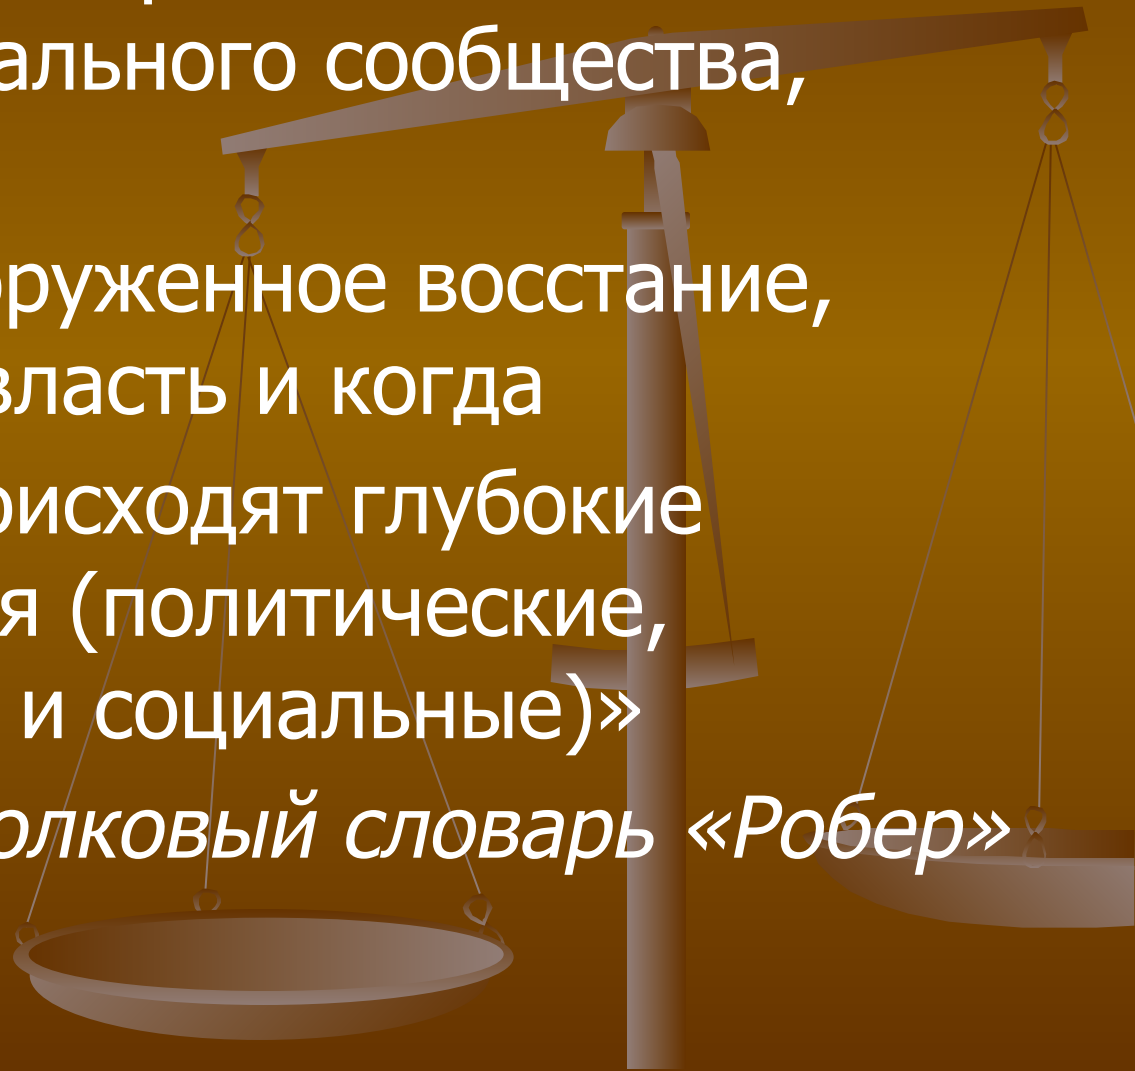 ального сообщества,
оруженное восстание,
власть и когда
оисходят глубокие
я (политические,
и социальные)»
олковый словарь «Робер»